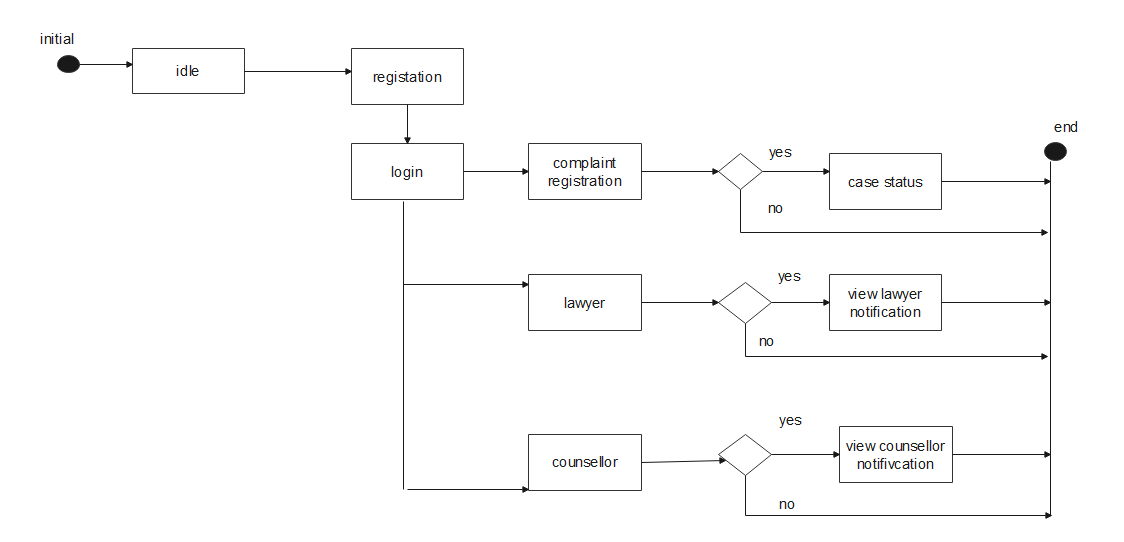 initial
idle
registation
end
login
complaint
registration
yes
case status
no
lawyer
yes
view lawyer
notification
no
counsellor
yes
view counsellor
notifivcation
no